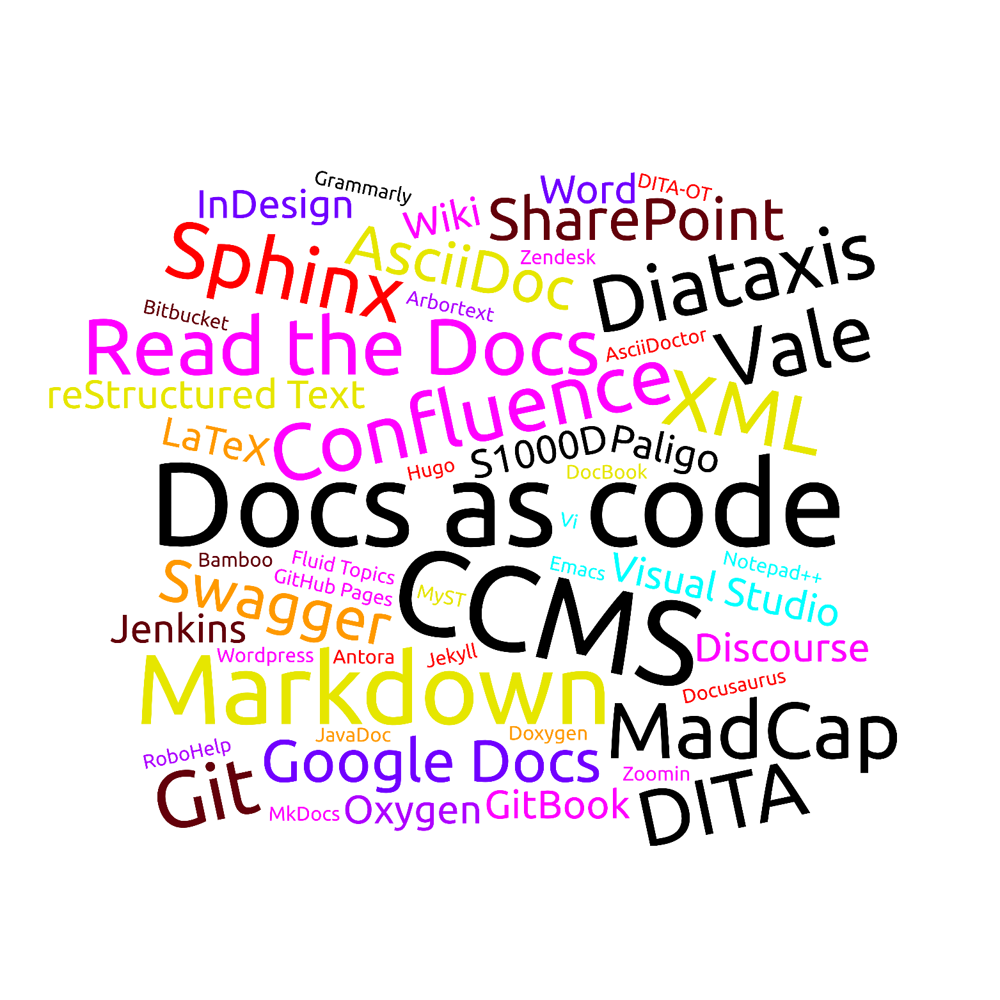 Grammarly
Word
DITA-OT
InDesign
Wiki
SharePoint
Sphinx
AsciiDoc
Zendesk
Diataxis
Bitbucket
Arbortext
Read the Docs
AsciiDoctor
Vale
reStructured Text
Confluence
XML
LaTeX
S1000D
Paligo
Hugo
DocBook
Docs as code
Vi
Bamboo
Fluid Topics
CCMS
Emacs
Visual Studio
Notepad++
Swagger
GitHub Pages
MyST
Jenkins
Wordpress
Antora
Jekyll
Discourse
Markdown
Docusaurus
MadCap
JavaDoc
Doxygen
RoboHelp
Google Docs
Git
Zoomin
DITA
MkDocs
Oxygen
GitBook